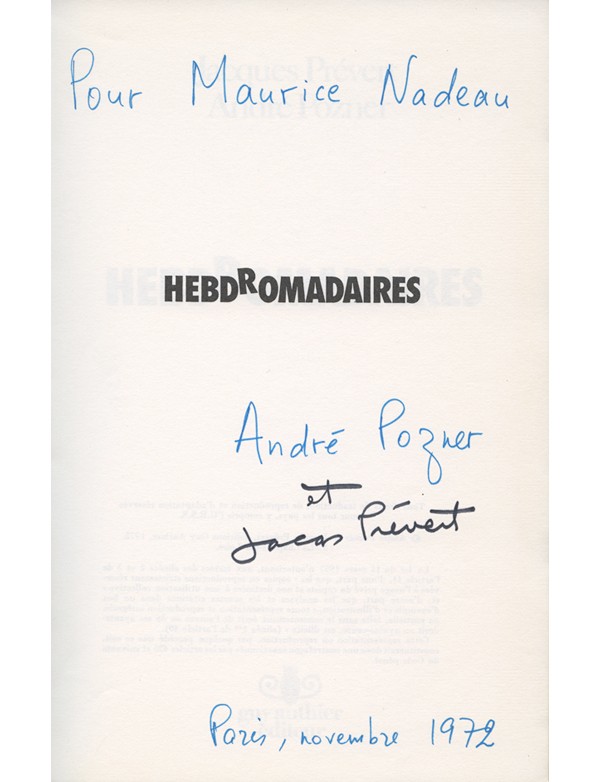 Pour Maurice Nadeau
HEBDROMADAIRES
André Pozner
et
Jacques Prévert
Paris, novembre 1972